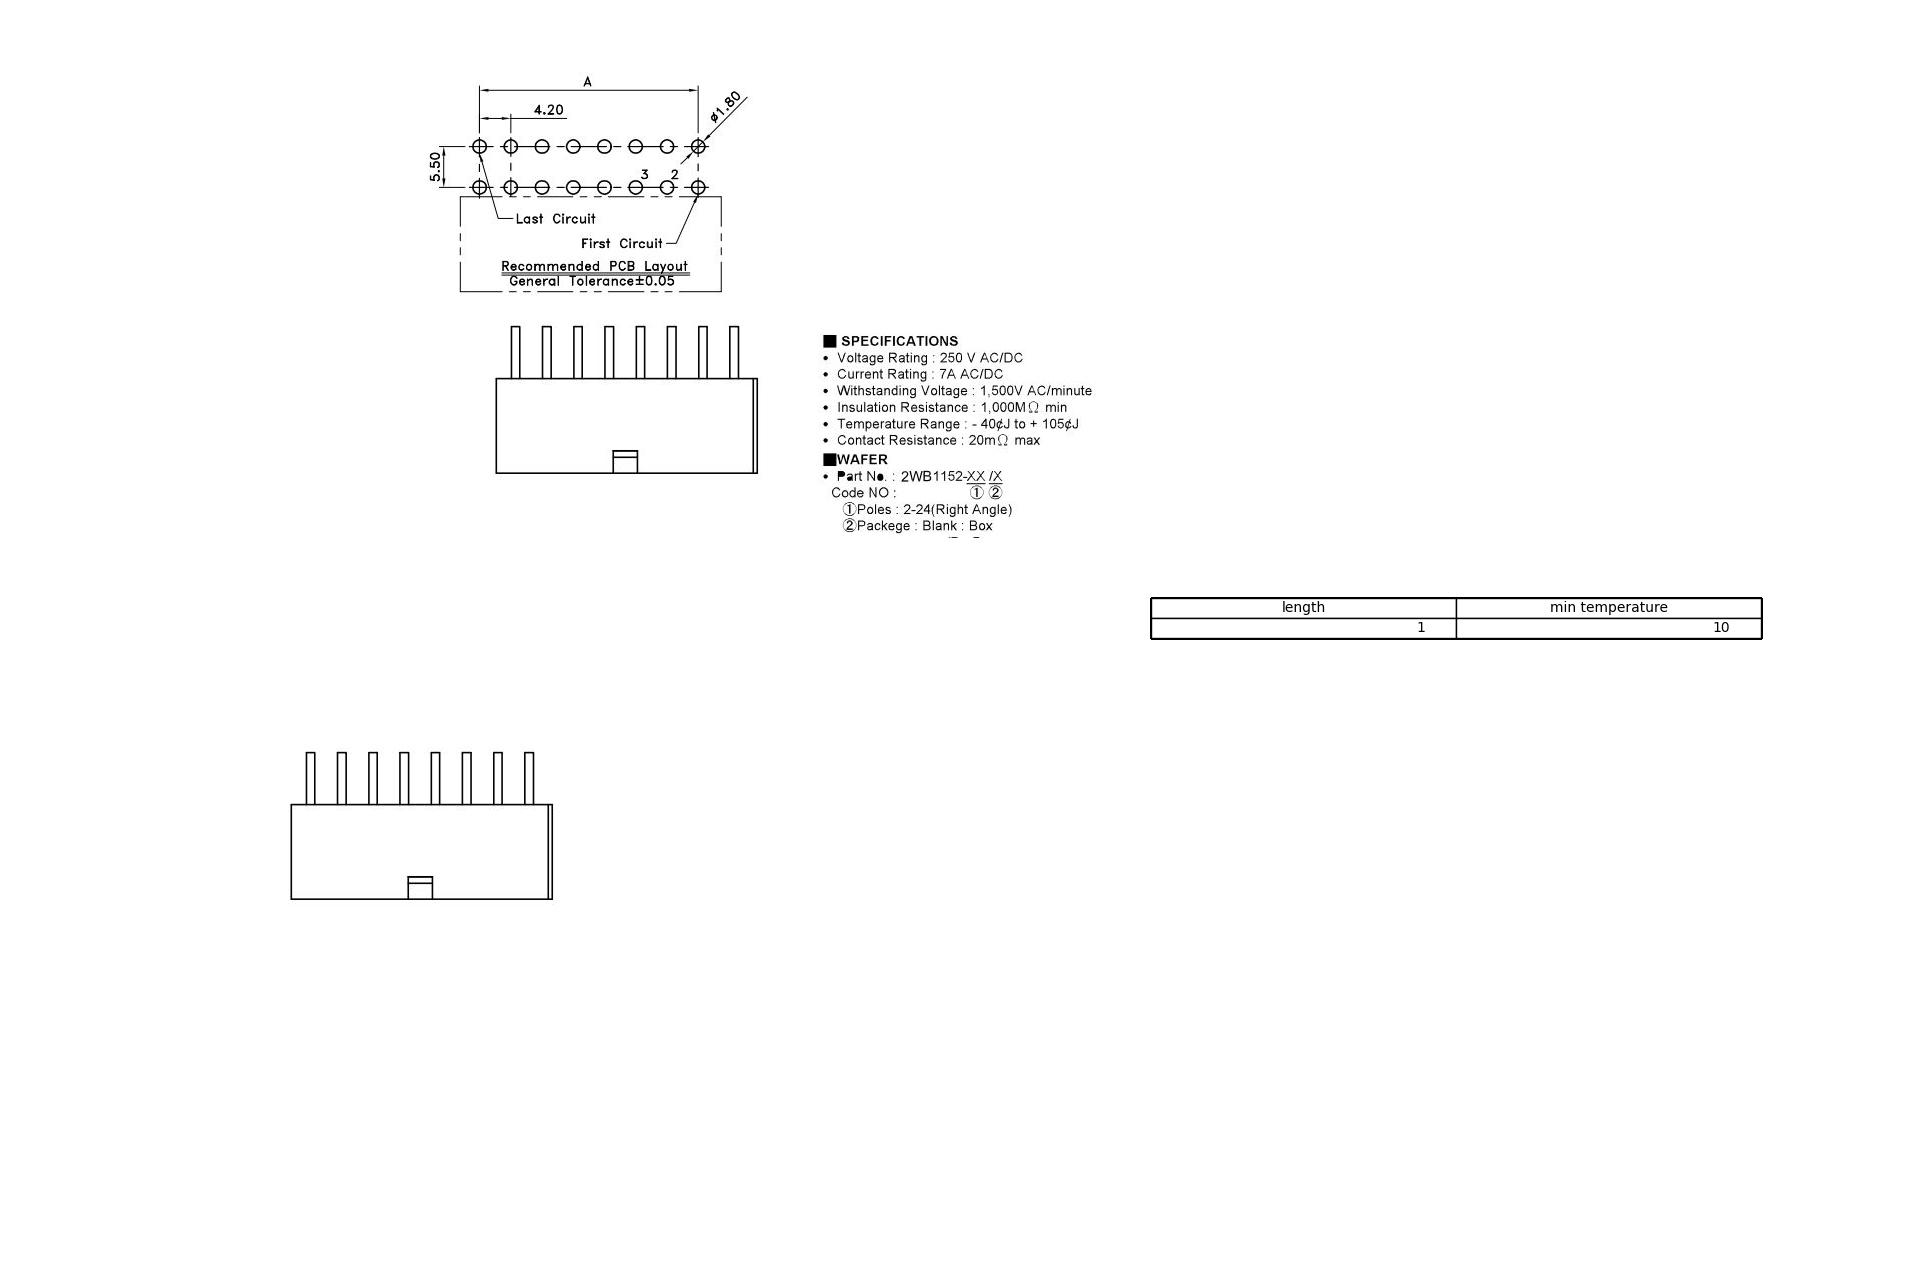 A
4.20
ø1.80
5.50
3 2
Last Circuit
First Circuit
Recommended PCB Layout
General Tolerance±0.05
■ SPECIFICATIONS
• Voltage Rating : 250 V AC/DC
• Current Rating : 7A AC/DC
• Withstanding Voltage : 1,500V AC/minute
• Insulation Resistance : 1,000MΩ min
• Temperature Range : - 40¢J to + 105¢J
• Contact Resistance : 20mΩ max
■WAFER
• Part No. : 2WB1152-XX /X
Code NO : ① ②
①Poles : 2-24(Right Angle)
②Packege : Blank : Box
length min temperature
1 10